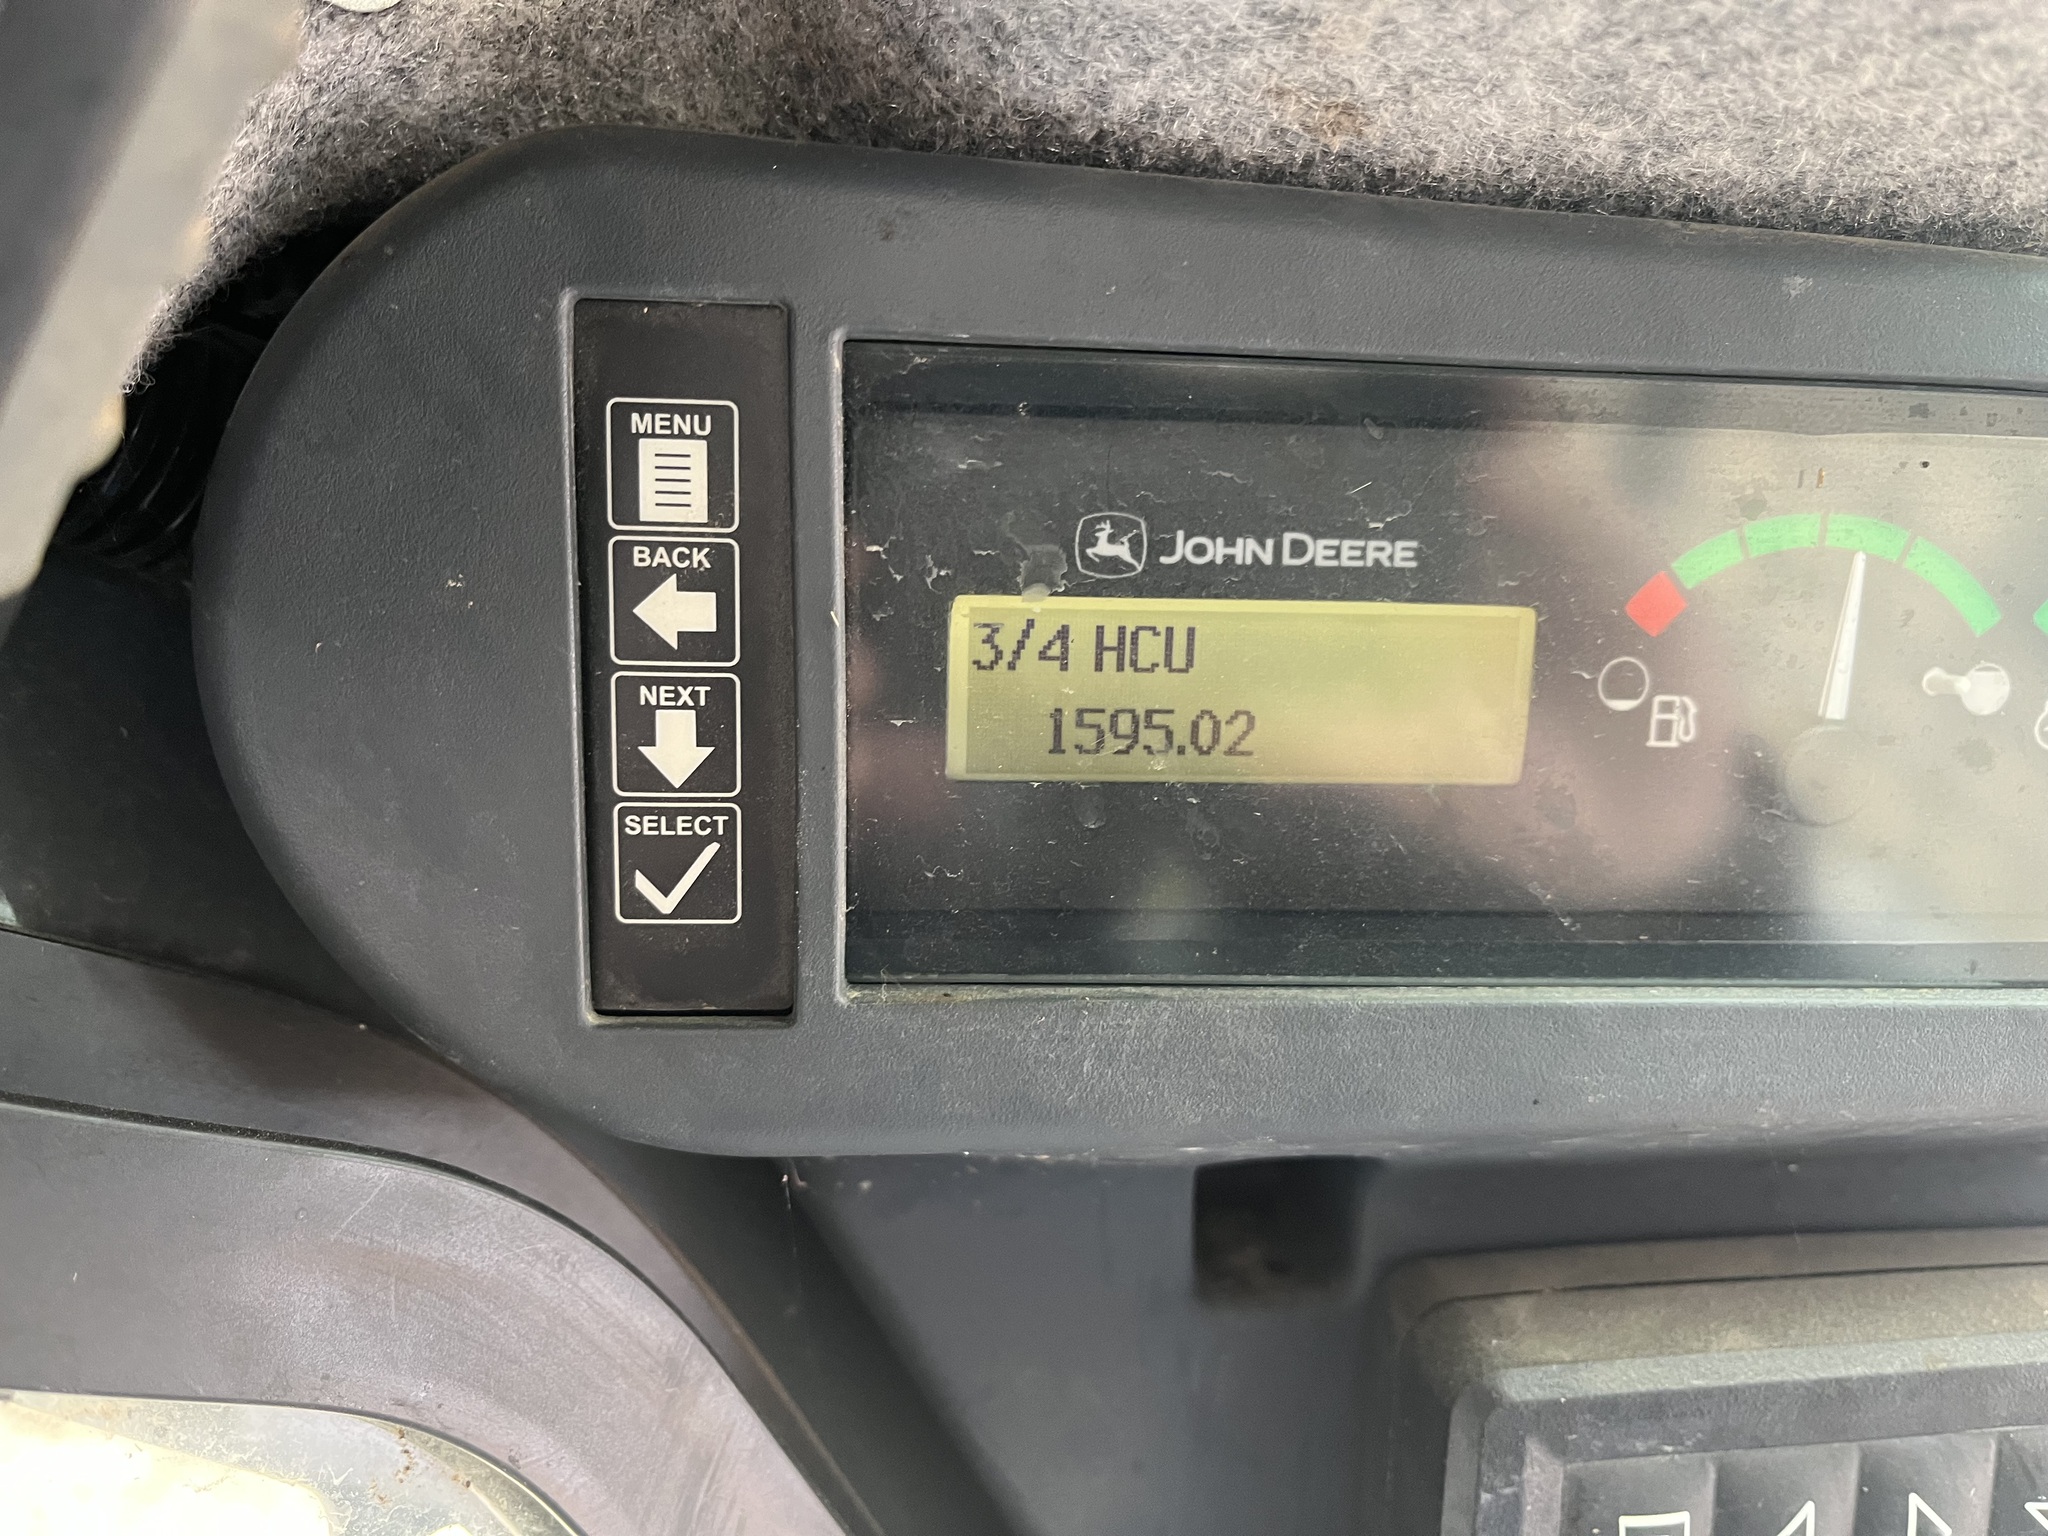 MENU
BACK
NEXT
SELECT
JOHN DEERE
3/4 HCU
1595.02